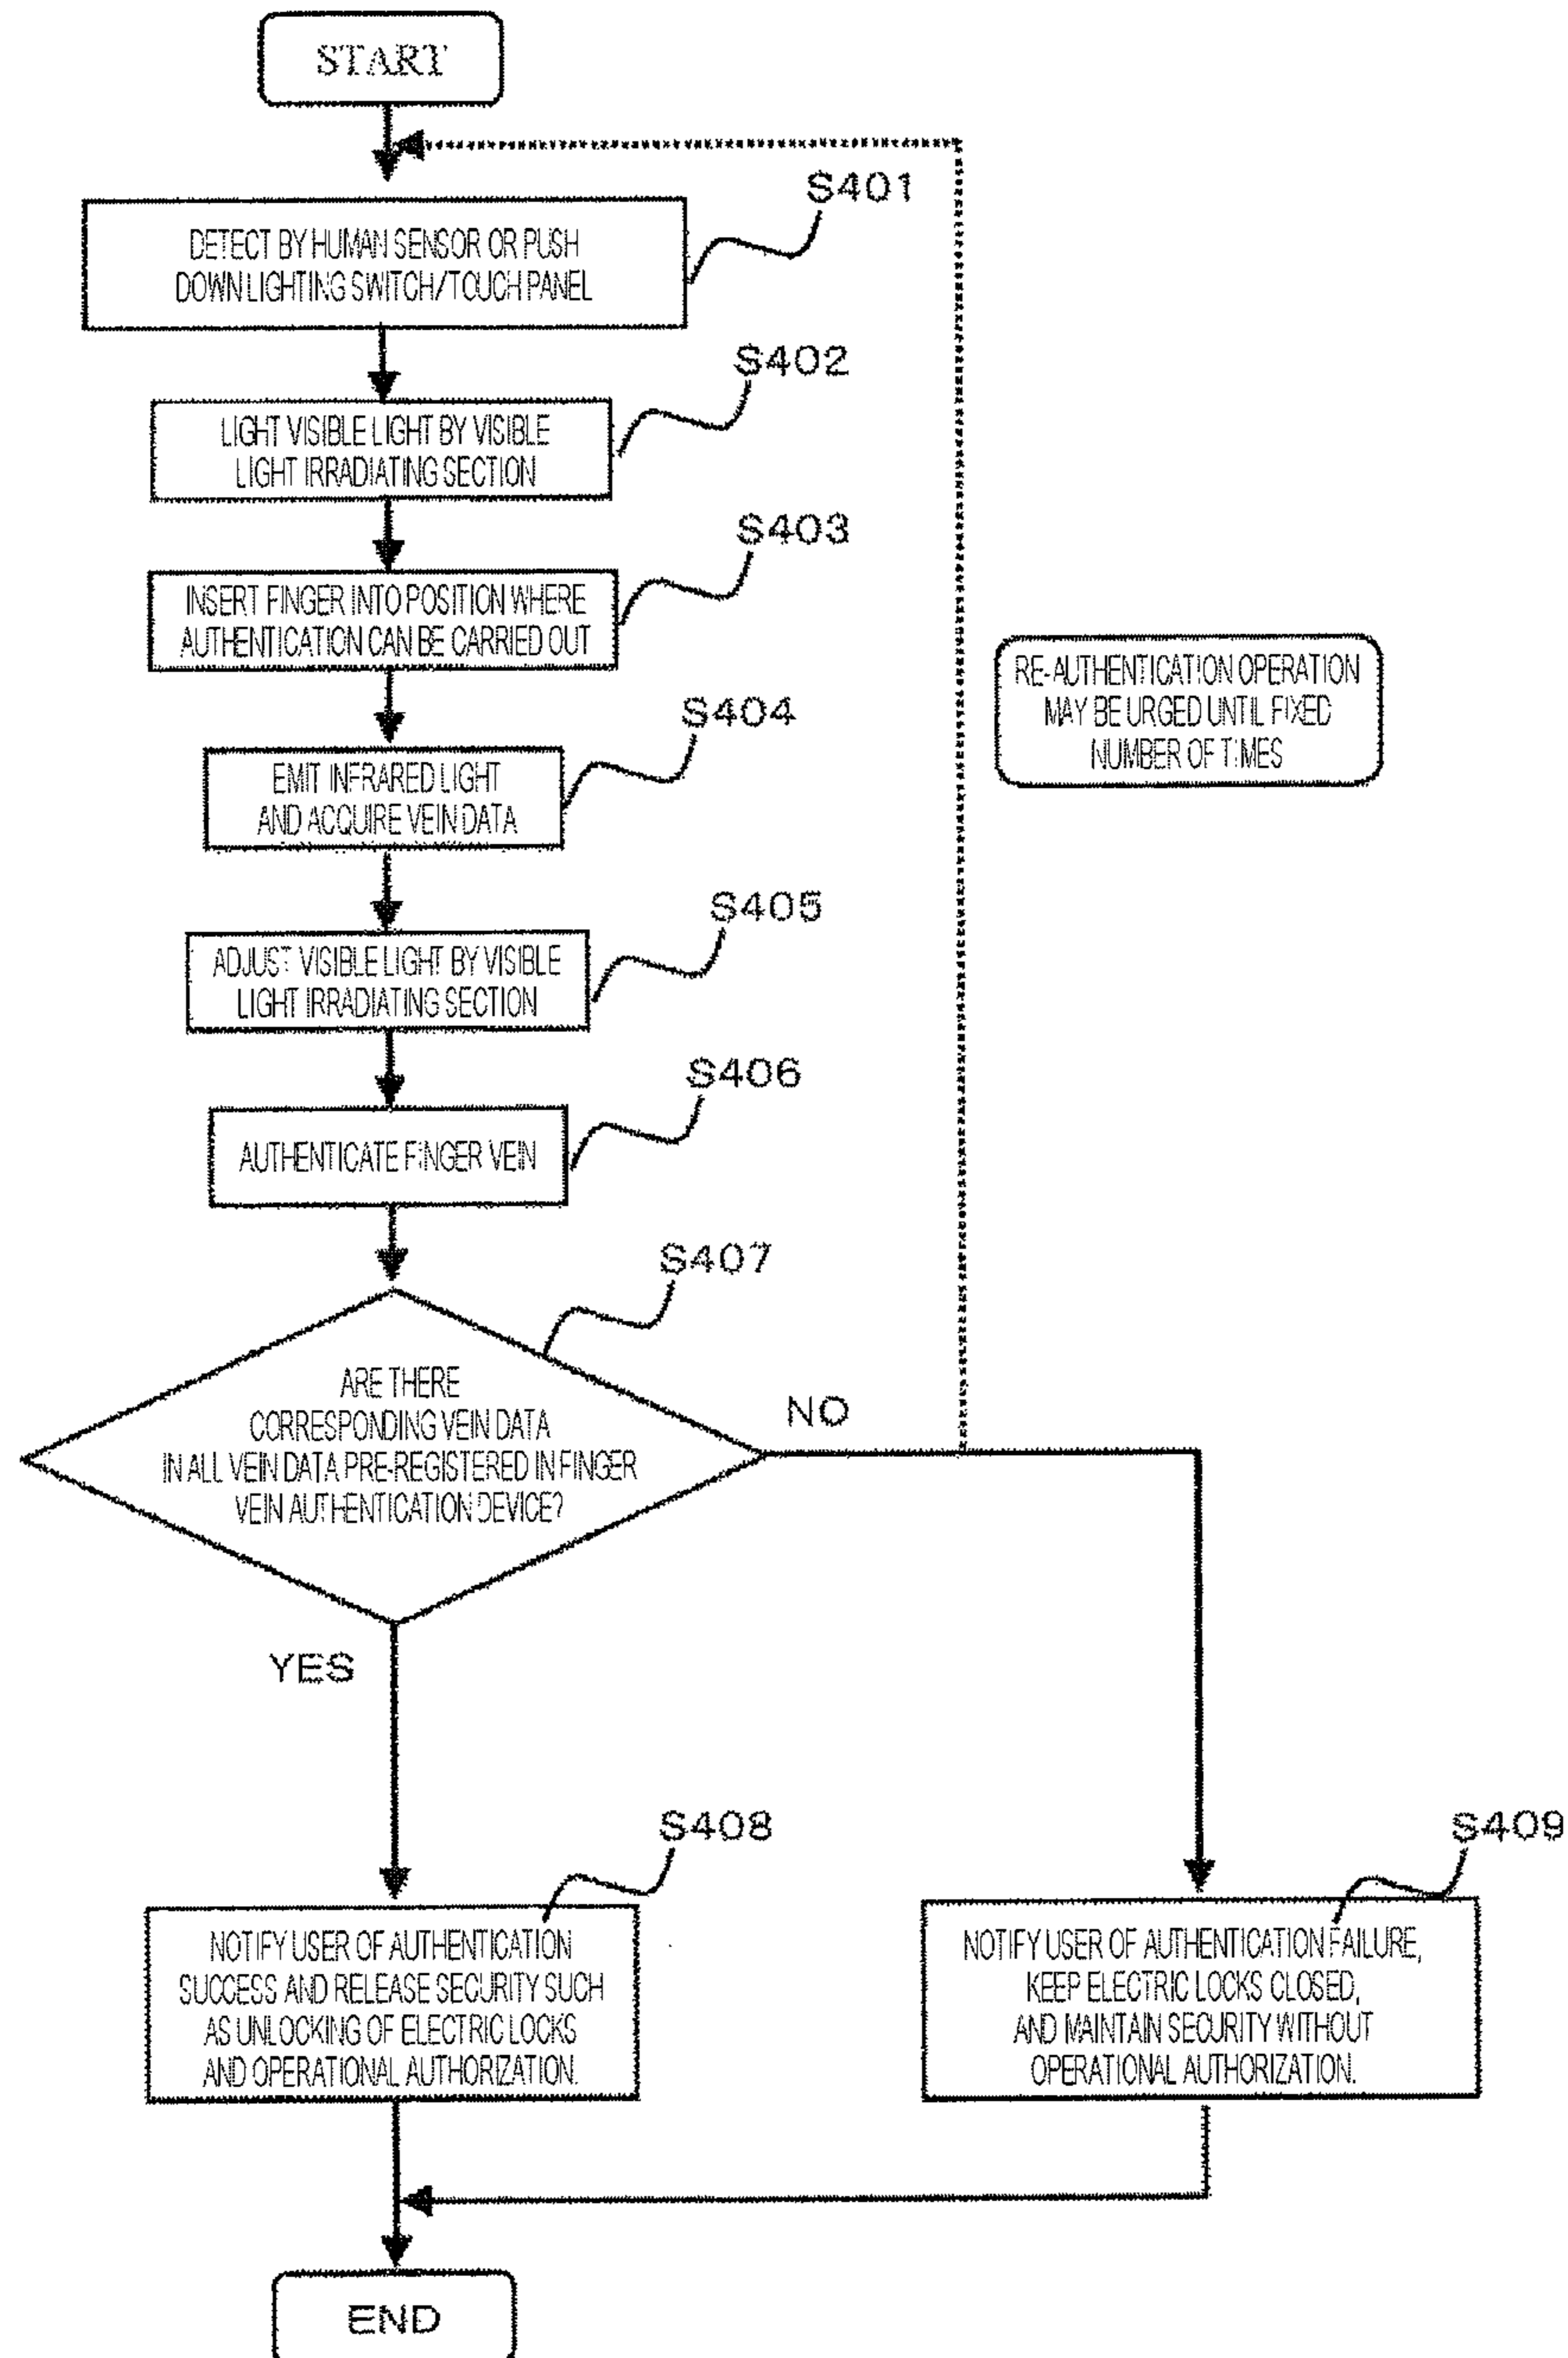 START
S401
DETECT BY HUMAN SENSOR OR PUSH
DOWN LIGHTING SWITCH/TOUCH PANEL
S402
LIGHT VISIBLE LIGHT BY VISIBLE
LIGHT IRRADIATING SECTION
S403
INSERT FINGER INTO POSITION WHERE
AUTHENTICATION CAN BE CARRIED OUT
RE-AUTHENTICATION OPERATION
MAY BE URGED UNTIL FIXED
NUMBER OF TIMES
S404
EMIT INFRARED LIGHT
AND ACQUIRE VEIN DATA
S405
ADJUST VISIBLE LIGHT BY VISIBLE
LIGHT IRRADIATING SECTION
S406
AUTHENTICATE FINGER VEIN
S407
ARE THERE
CORRESPONDING VEIN DATA
IN ALL VEIN DATA PRE-REGISTERED IN FINGER
VEIN AUTHENTICATION DEVICE?
NO
YES
S408
NOTIFY USER OF AUTHENTICATION
SUCCESS AND RELEASE SECURITY SUCH
AS UNLOCKING OF ELECTRIC LOCKS
AND OPERATIONAL AUTHORIZATION.
S409
NOTIFY USER OF AUTHENTICATION FAILURE,
KEEP ELECTRIC LOCKS CLOSED,
AND MAINTAIN SECURITY WITHOUT
OPERATIONAL AUTHORIZATION.
END